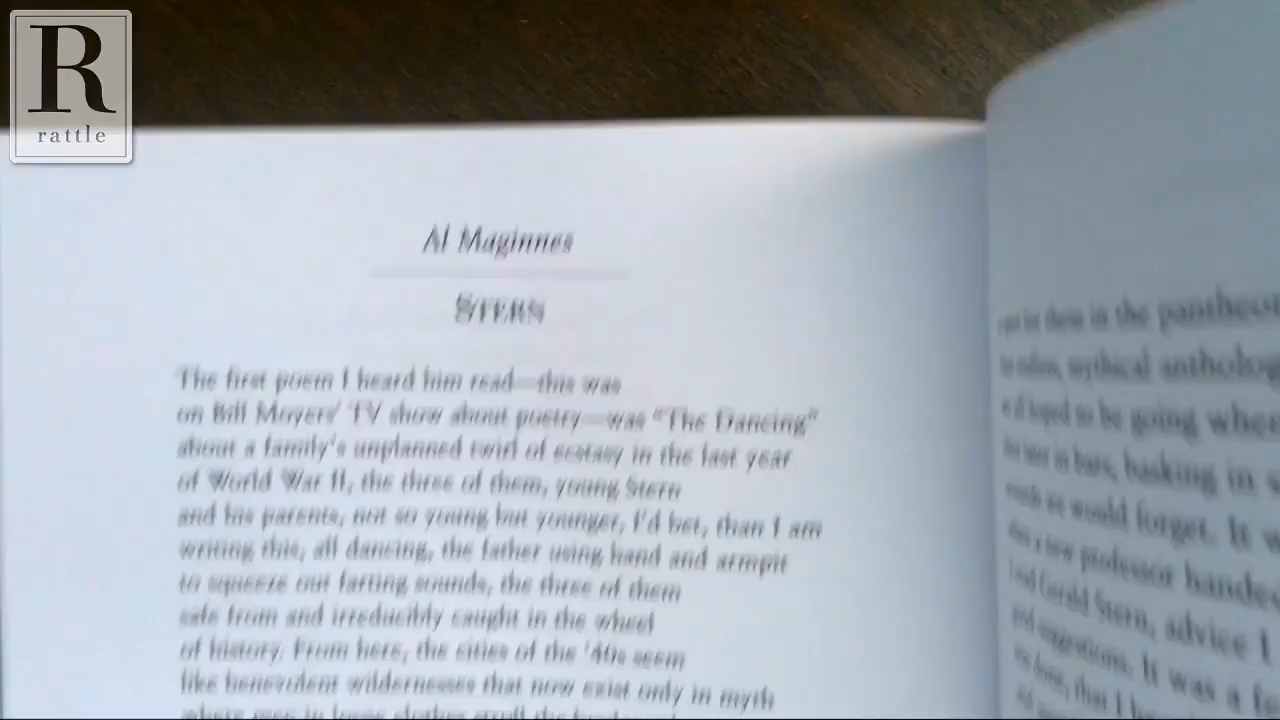 R
rattle
Al Maginnes
STERN
The first poem I heard him read—this was
on Bill Moyers' TV show about poetry—was "The Dancing"
about a family's unplanned twirl of ecstasy in the last year
of World War II, the three of them, young Stern
and his parents, not so young but younger, I'd bet, than I am
writing this, all dancing, the father using hand and armpit
to squeeze out farting sounds, the three of them
safe from and irreducibly caught in the wheel
of history. From here, the cities of the '40s seem
like benevolent wildernesses that now exist only in myth
where men in
in the pantheon
mythical
to be going
in bars, basking in
would forget. It
new professor
Gerald Stern, advice I
suggestions. It was a
that I